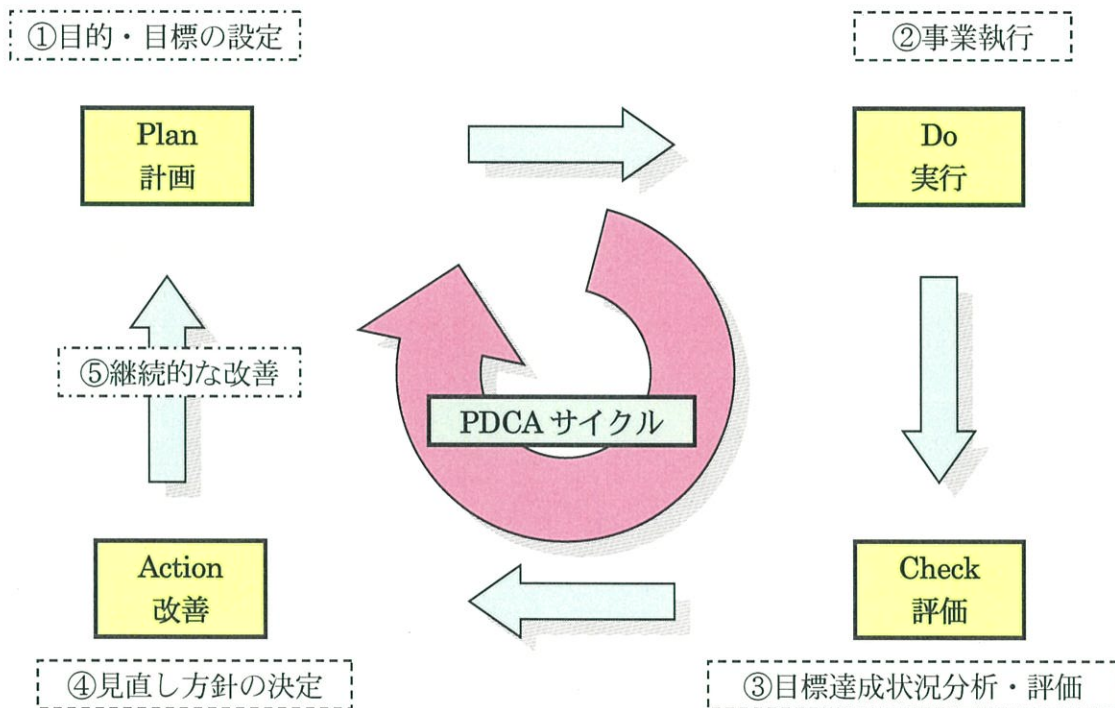 ①目的・目標の設定
②事業執行
Plan
計画
Do
実行
⑤継続的な改善
PDCAサイクル
Action
改善
Check
評価
④見直し方針の決定
③目標達成状況分析・評価